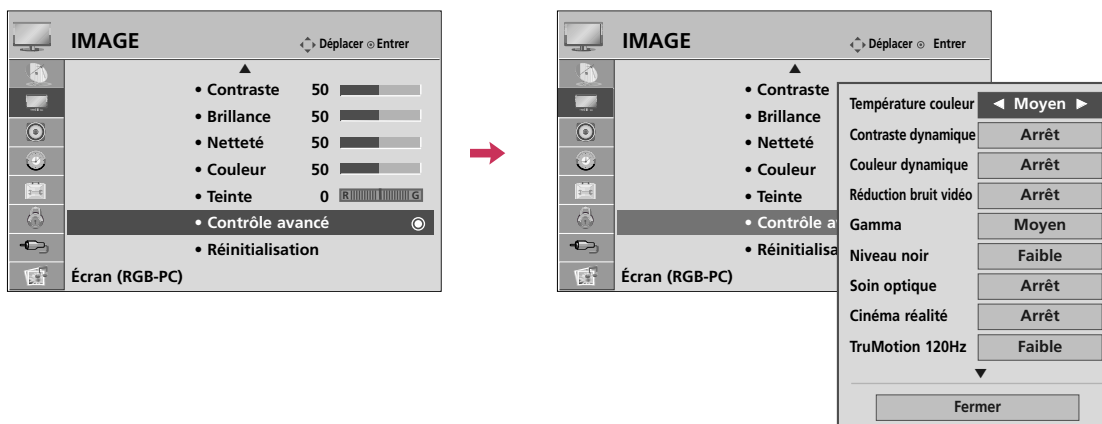 IMAGE
Déplacer Entrer
• Contraste 50
• Brillance 50
• Netteté 50
• Couleur 50
• Teinte 0 R G
• Contrôle avancé
• Réinitialisation
Écran (RGB-PC)
IMAGE
Déplacer Entrer
• Contraste
• Brillance
• Netteté
• Couleur
• Teinte
• Contrôle a
• Réinitialisa
Écran (RGB-PC)
Température couleur ◄ Moyen ►
Contraste dynamique Arrêt
Couleur dynamique Arrêt
Réduction bruit vidéo Arrêt
Gamma Moyen
Niveau noir Faible
Soin optique Arrêt
Cinéma réalité Arrêt
TruMotion 120Hz Faible
Fermer